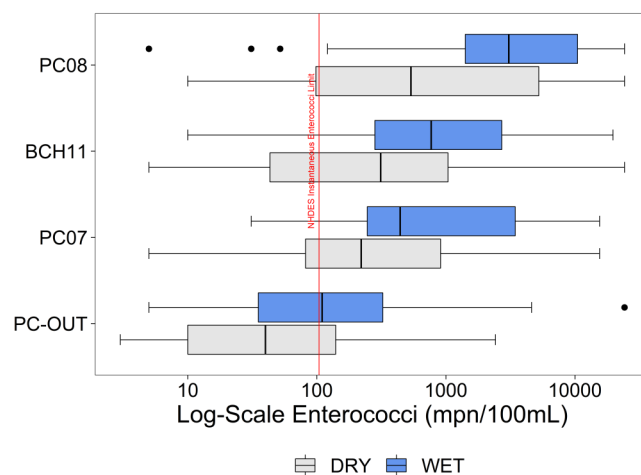 PC08
BCH11
PC07
PC-OUT
NHDES Instantaneous Enterococci Limit
10 100 1000 10000
Log-Scale Enterococci (mpn/100mL)
DRY WET